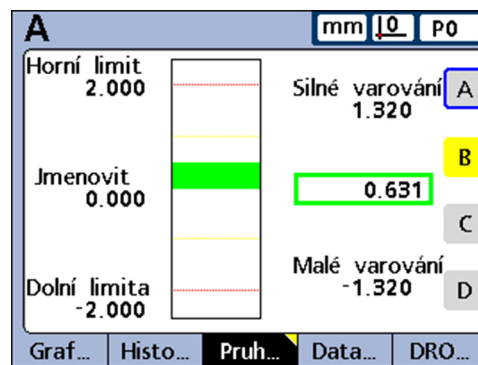 A mm 0 P0
Horní limit
2.000
Silné varování
1.320
A
B
Jmenovit
0.000
0.631
C
Malé varování
-1.320
D
Dolní limita
-2.000
Graf... Histo... Pruh... Data... DRO...